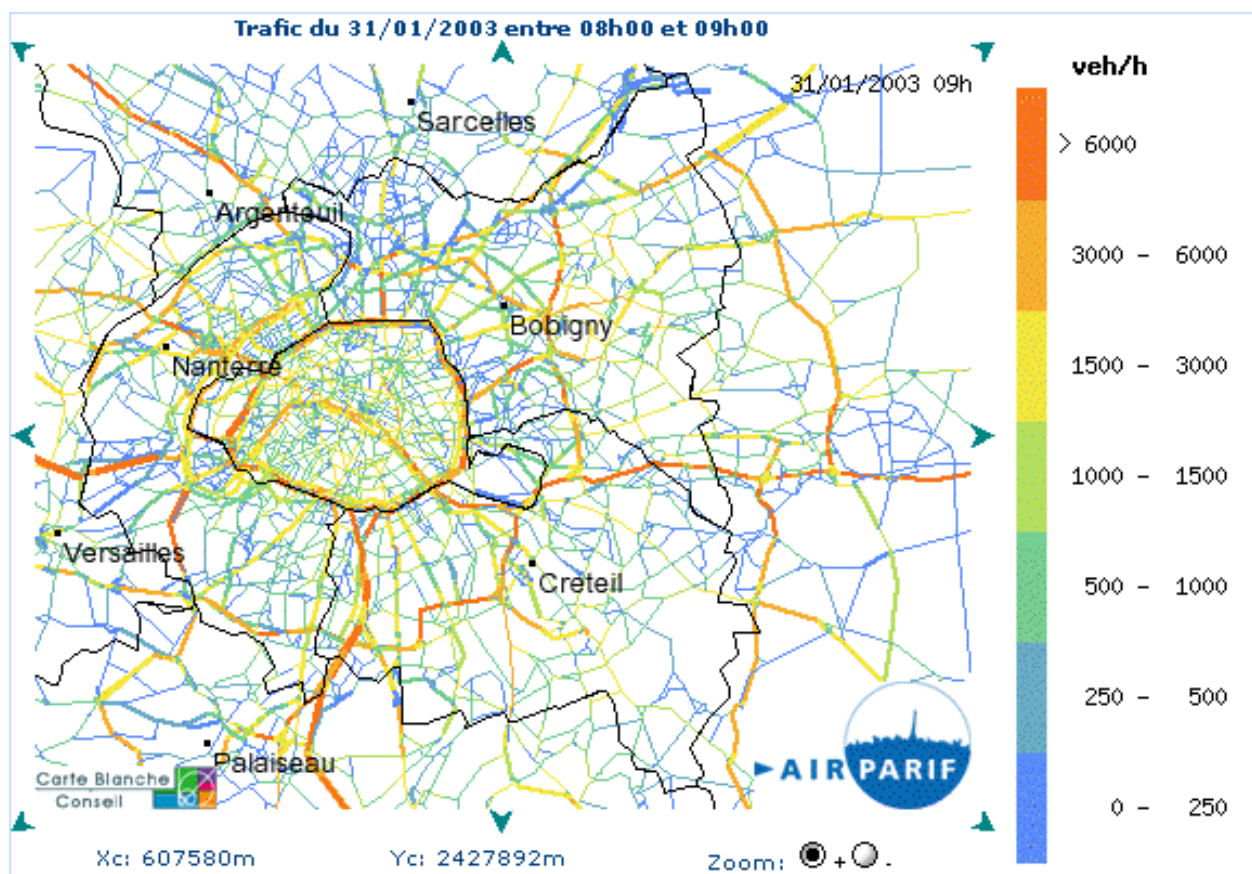 Trafic du 31/01/2003 entre 08h00 et 09h00
31/01/2003 09h
veh/h
Sarcelles
> 6000
Argenteuil
3000 - 6000
Bobigny
Nanterre
1500 - 3000
1000 - 1500
Versailles
Creteil
500 - 1000
250 - 500
Palaiseau
AIRPARIF
Carte Blanche
Conseil
0 - 250
Xc: 607580m Yc: 2427892m Zoom: + -